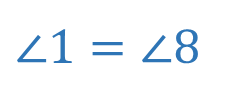 ∠1 = ∠8